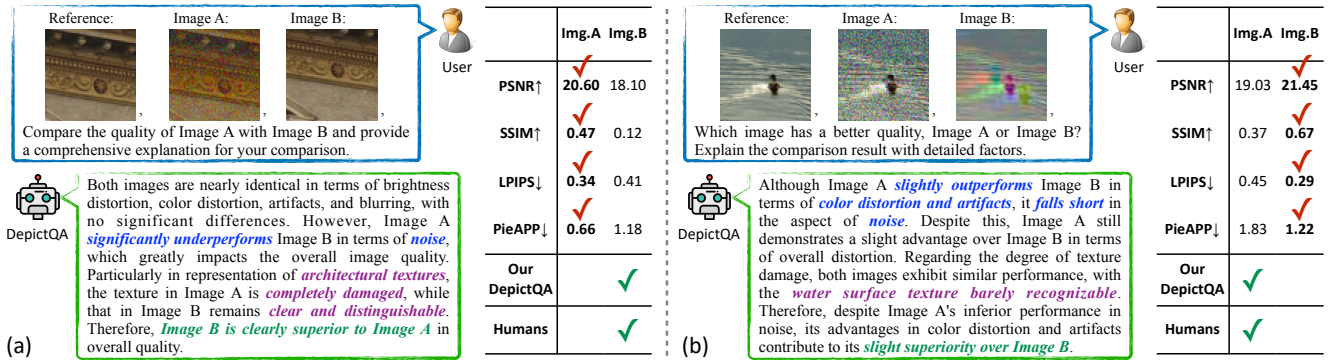 Reference: Image A: Image B:
, , ,
Compare the quality of Image A with Image B and provide
a comprehensive explanation for your comparison.
User
DepictQA
Both images are nearly identical in terms of brightness
distortion, color distortion, artifacts, and blurring, with
no significant differences. However, Image A
significantly underperforms Image B in terms of noise,
which greatly impacts the overall image quality.
Particularly in representation of architectural textures,
the texture in Image A is completely damaged, while
that in Image B remains clear and distinguishable.
Therefore, Image B is clearly superior to Image A in
overall quality.
(a)
Img.A Img.B
PSNR↑ 20.60 18.10
SSIM↑ 0.47 0.12
LPIPS↓ 0.34 0.41
PieAPP↓ 0.66 1.18
Our
DepictQA ✓
Humans ✓
Reference: Image A: Image B:
, , ,
Which image has a better quality, Image A or Image B?
Explain the comparison result with detailed factors.
User
DepictQA
Although Image A slightly outperforms Image B in
terms of color distortion and artifacts, it falls short in
the aspect of noise. Despite this, Image A still
demonstrates a slight advantage over Image B in terms
of overall distortion. Regarding the degree of texture
damage, both images exhibit similar performance, with
the water surface texture barely recognizable.
Therefore, despite Image A's inferior performance in
noise, its advantages in color distortion and artifacts
contribute to its slight superiority over Image B.
(b)
Img.A Img.B
PSNR↑ 19.03 21.45
SSIM↑ 0.37 0.67
LPIPS↓ 0.45 0.29
PieAPP↓ 1.83 1.22
Our
DepictQA ✓
Humans ✓